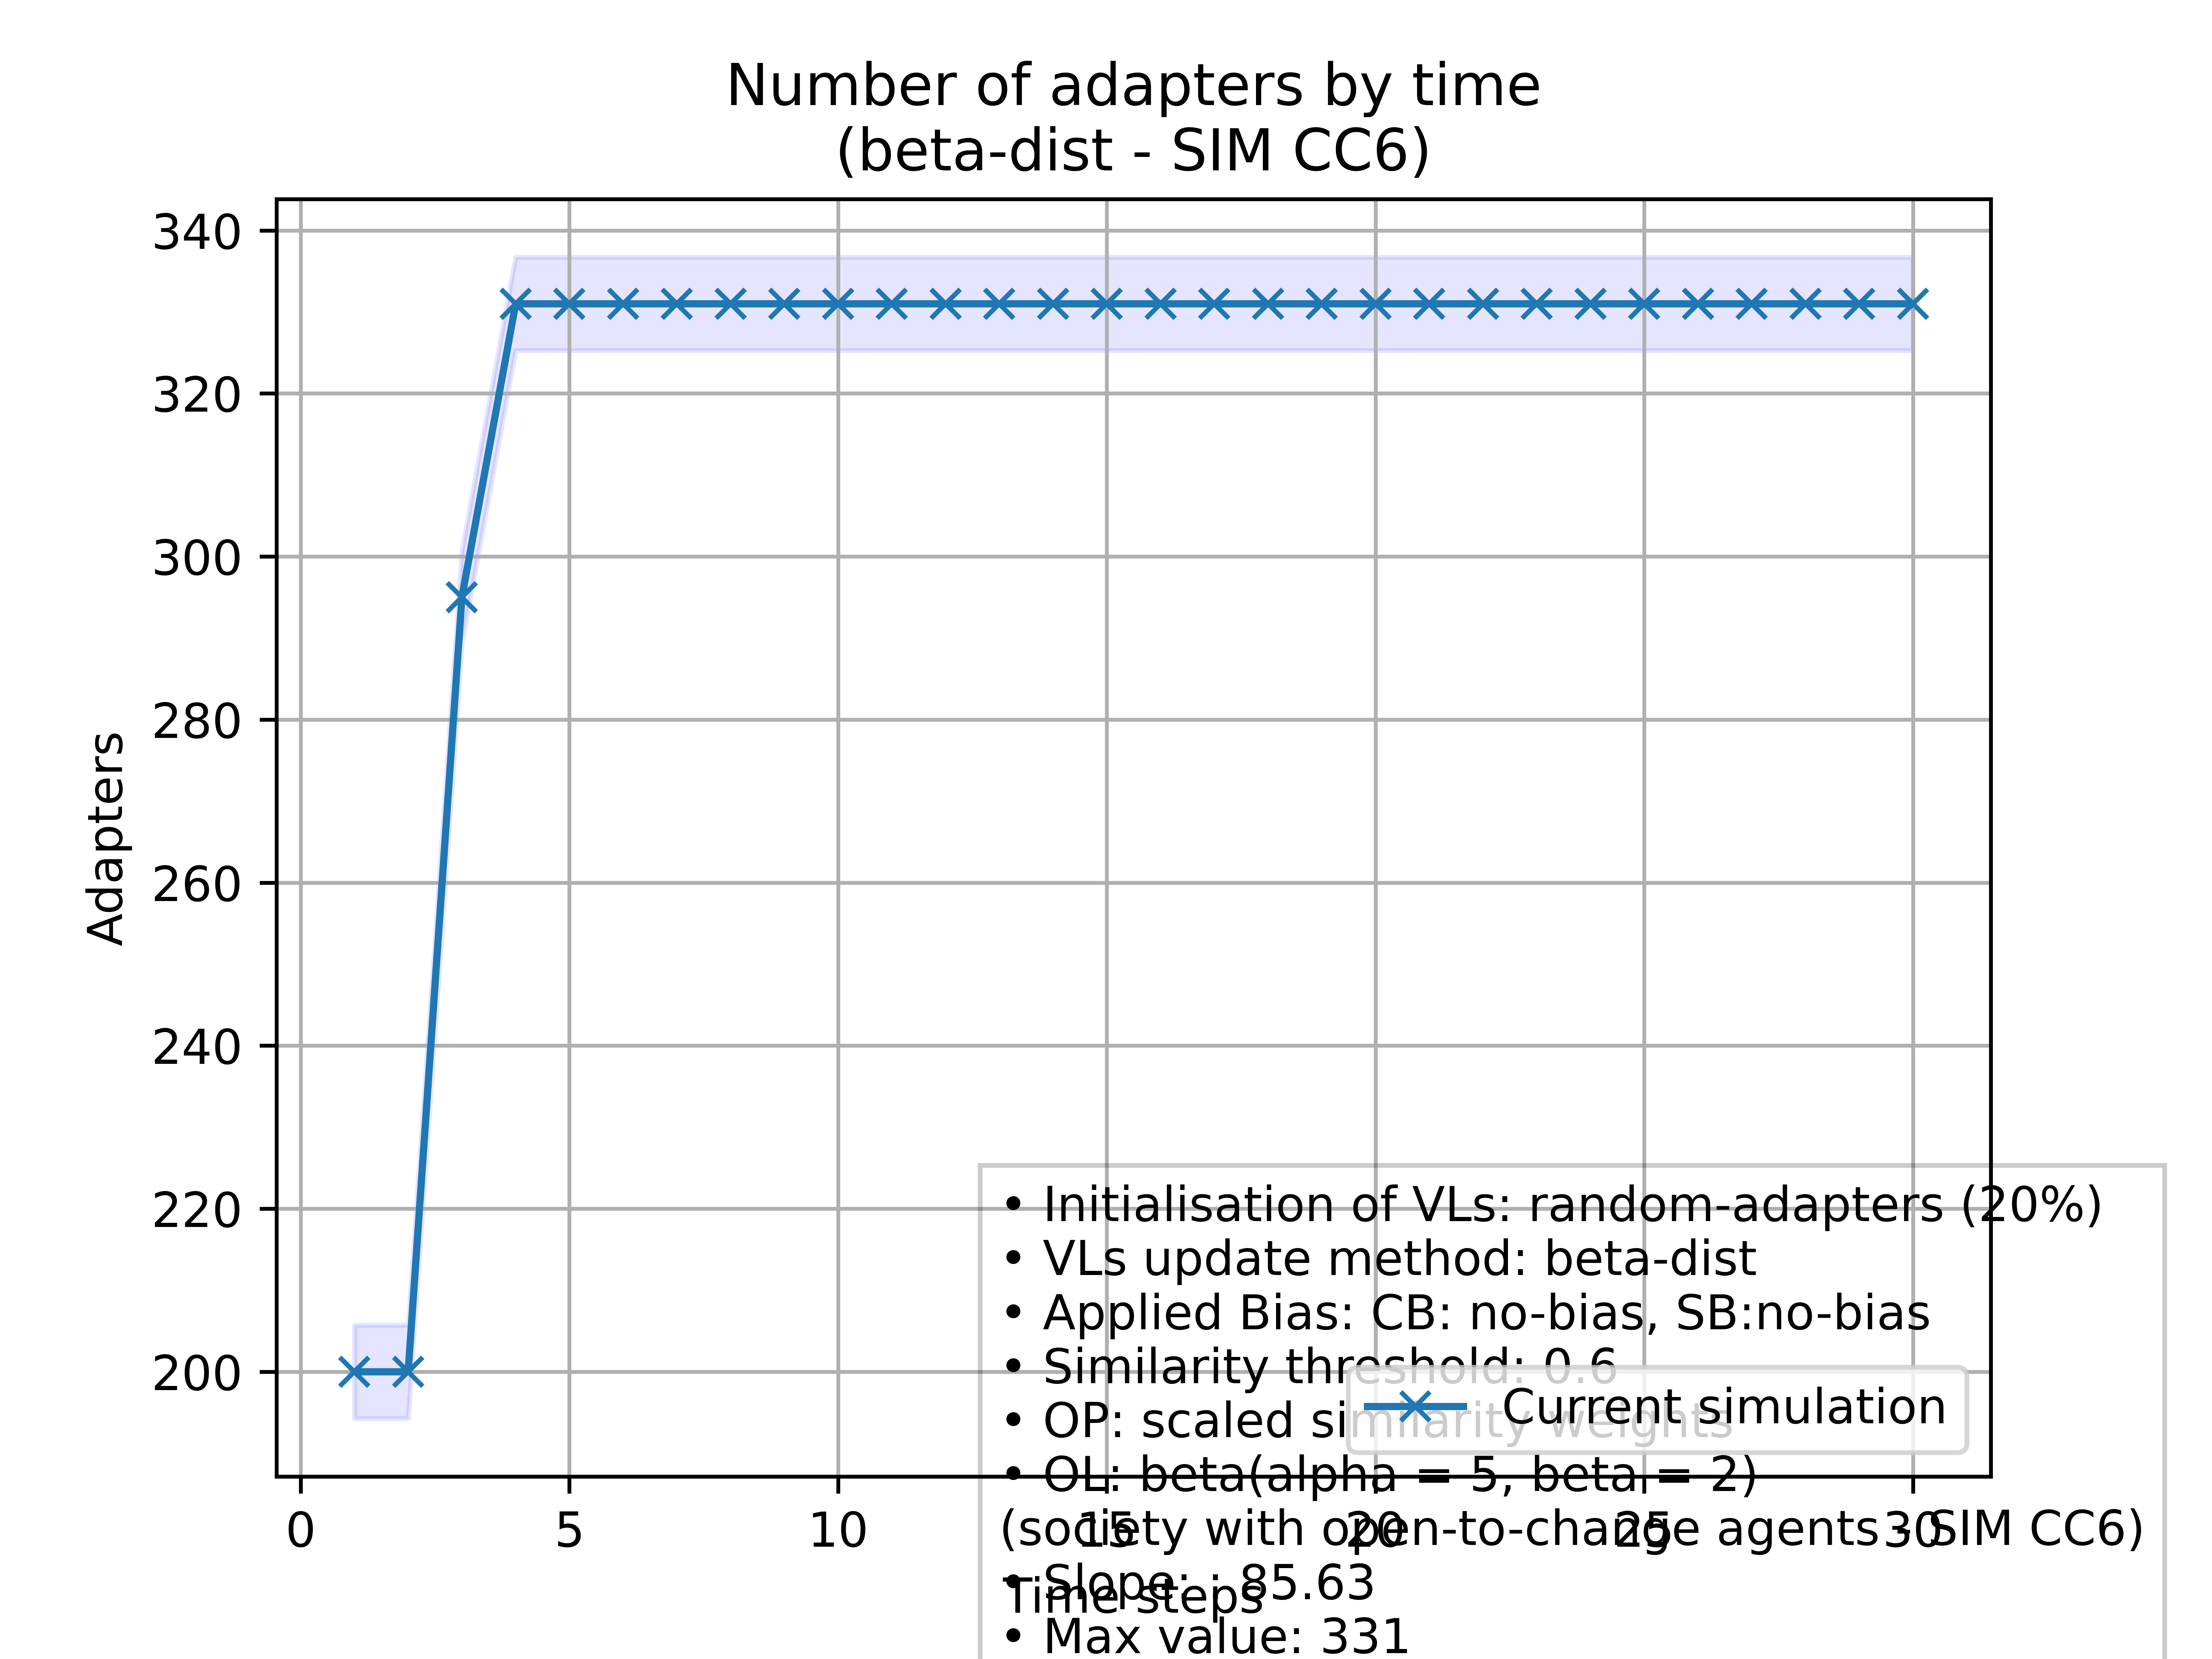 Number of adapters by time
(beta-dist - SIM CC6)
340
320
300
280
260
240
220
200
Adapters
• Initialisation of VLs: random-adapters (20%)
• VLs update method: beta-dist
• Applied Bias: CB: no-bias, SB:no-bias
• Similarity threshold: 0.6
• OP: scaled similarity weights
Current simulation
• OL: beta(alpha = 5, beta = 2)
(society with open-to-change agents - SIM CC6)
0 5 10 15 20 25 30
• Slope: : 85.63
Time steps
• Max value: 331